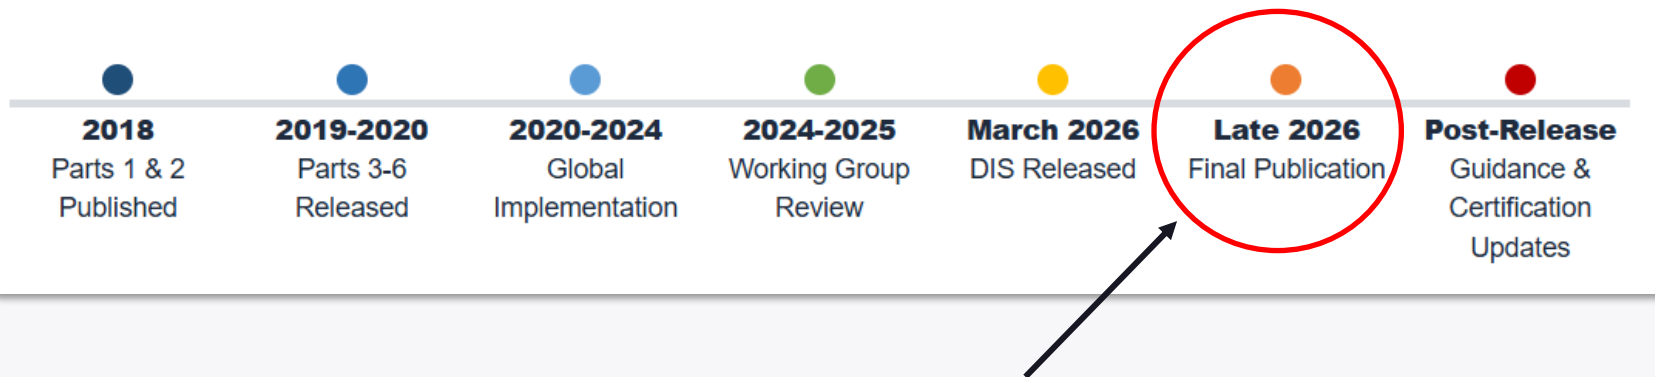 2018
Parts 1 & 2
Published
2019-2020
Parts 3-6
Released
2020-2024
Global
Implementation
2024-2025
Working Group
Review
March 2026
DIS Released
Late 2026
Final Publication
Post-Release
Guidance &
Certification
Updates